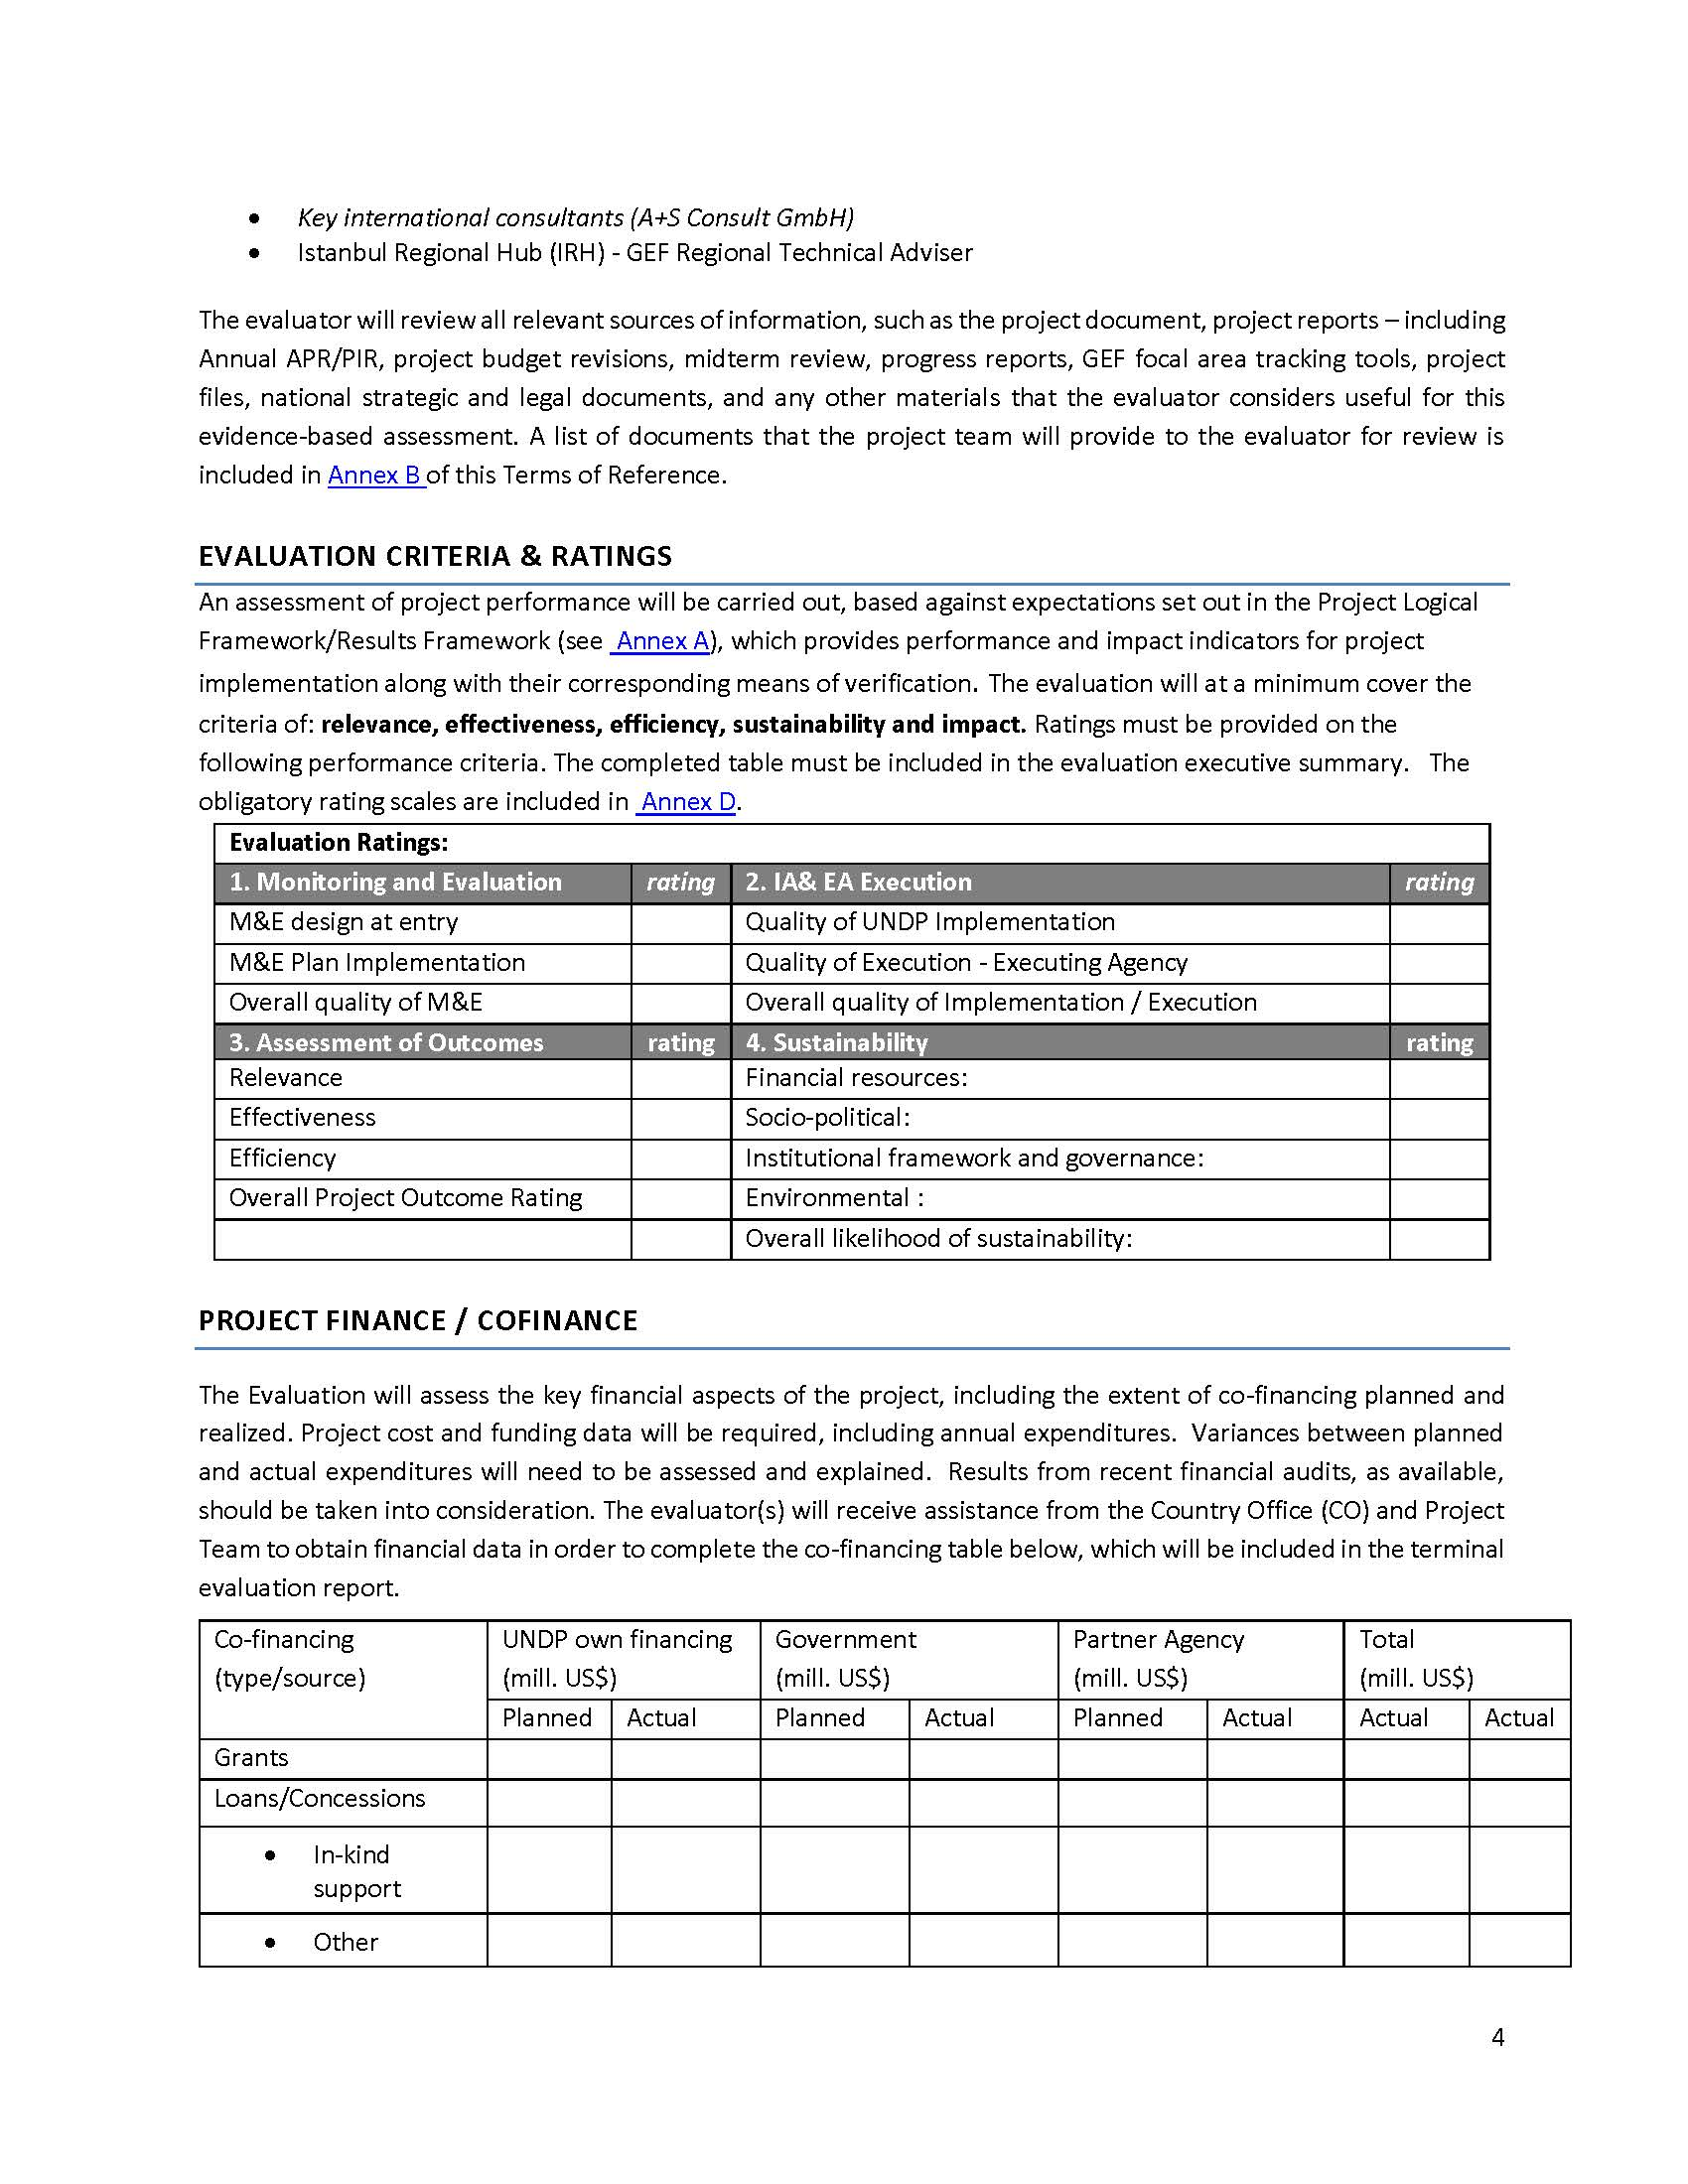 • Key international consultants (A+S Consult GmbH)
• Istanbul Regional Hub (IRH) - GEF Regional Technical Adviser
The evaluator will review all relevant sources of information, such as the project document, project reports – including
Annual APR/PIR, project budget revisions, midterm review, progress reports, GEF focal area tracking tools, project
files, national strategic and legal documents, and any other materials that the evaluator considers useful for this
evidence-based assessment. A list of documents that the project team will provide to the evaluator for review is
included in Annex B of this Terms of Reference.
EVALUATION CRITERIA & RATINGS
An assessment of project performance will be carried out, based against expectations set out in the Project Logical
Framework/Results Framework (see Annex A), which provides performance and impact indicators for project
implementation along with their corresponding means of verification. The evaluation will at a minimum cover the
criteria of: relevance, effectiveness, efficiency, sustainability and impact. Ratings must be provided on the
following performance criteria. The completed table must be included in the evaluation executive summary. The
obligatory rating scales are included in Annex D.
Evaluation Ratings:
1. Monitoring and Evaluation rating 2. IA& EA Execution rating
M&E design at entry Quality of UNDP Implementation
M&E Plan Implementation Quality of Execution - Executing Agency
Overall quality of M&E Overall quality of Implementation / Execution
3. Assessment of Outcomes rating 4. Sustainability rating
Relevance Financial resources:
Effectiveness Socio-political:
Efficiency Institutional framework and governance:
Overall Project Outcome Rating Environmental :
Overall likelihood of sustainability:
PROJECT FINANCE / COFINANCE
The Evaluation will assess the key financial aspects of the project, including the extent of co-financing planned and
realized. Project cost and funding data will be required, including annual expenditures. Variances between planned
and actual expenditures will need to be assessed and explained. Results from recent financial audits, as available,
should be taken into consideration. The evaluator(s) will receive assistance from the Country Office (CO) and Project
Team to obtain financial data in order to complete the co-financing table below, which will be included in the terminal
evaluation report.
Co-financing UNDP own financing Government Partner Agency Total
(type/source) (mill. US$) (mill. US$) (mill. US$) (mill. US$)
Planned Actual Planned Actual Planned Actual Actual Actual
Grants
Loans/Concessions
• In-kind
support
• Other
4